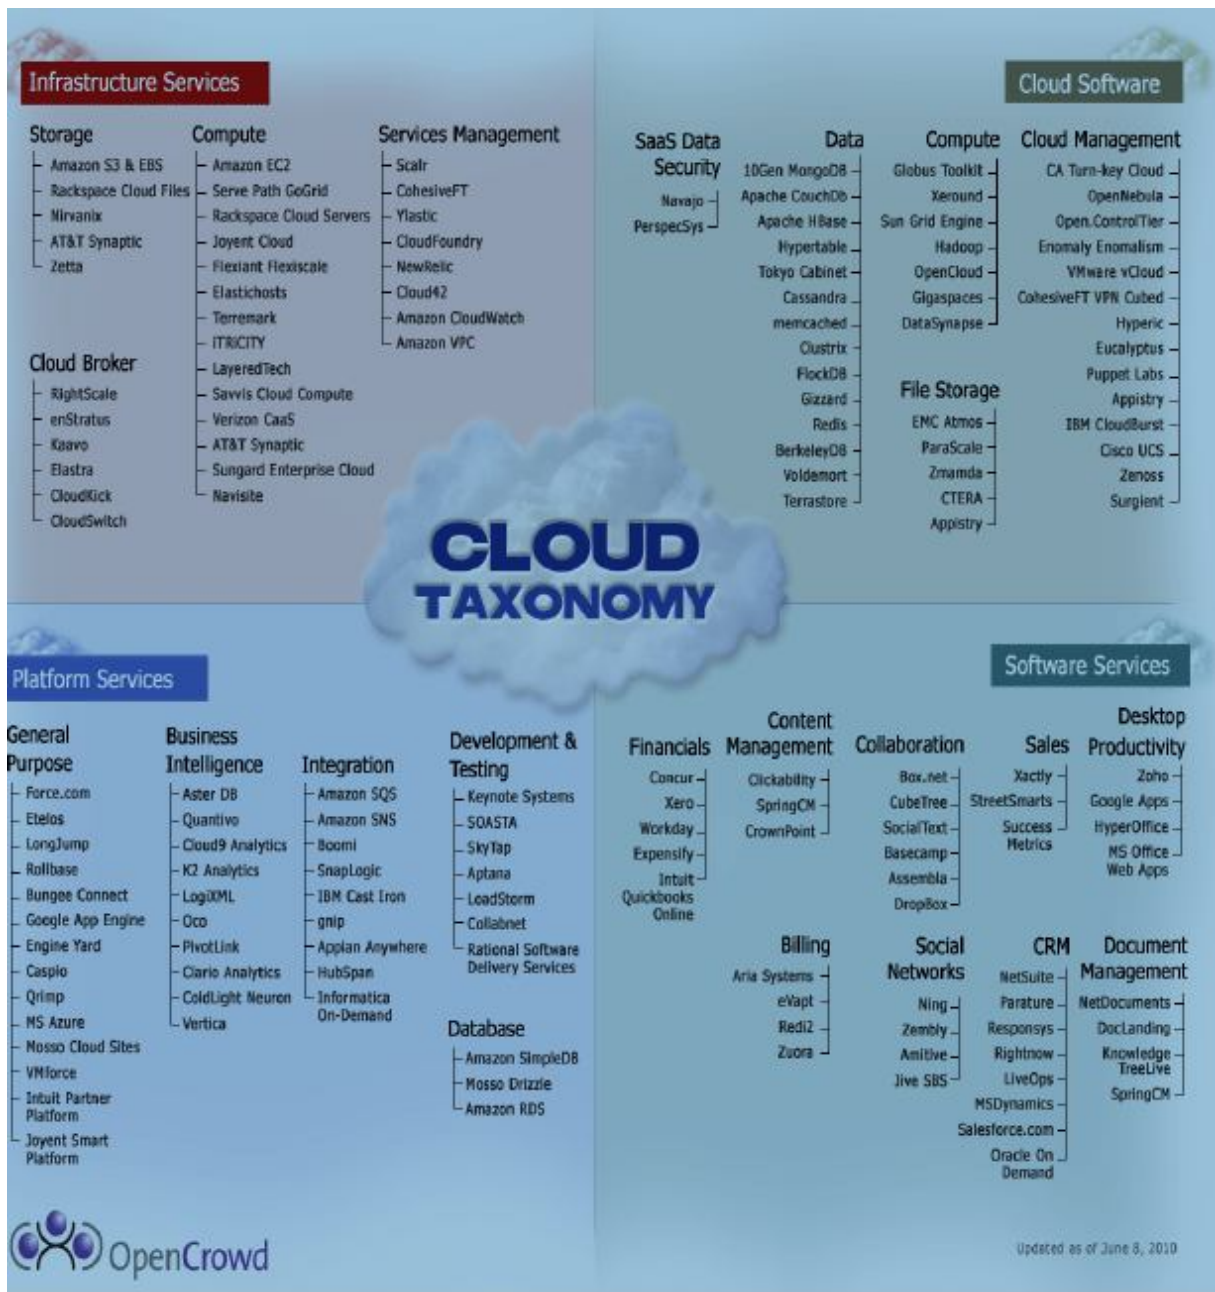 Infrastructure Services
Storage
Amazon S3 & EBS
Rackspace Cloud Files
Nirvanix
AT&T Synaptic
Zetta
Cloud Broker
RightScale
enStratus
Kaavo
Elastra
CloudKick
CloudSwitch
Compute
Amazon EC2
Serve Path GoGrid
Rackspace Cloud Servers
Joyent Cloud
Flexiant Flexiscale
Elastichosts
Terremark
ITRiCITY
LayeredTech
Savvis Cloud Compute
Verizon CaaS
AT&T Synaptic
Sungard Enterprise Cloud
Navisite
Services Management
Scalr
CohesiveFT
Ylastic
CloudFoundry
NewRelic
Cloud42
Amazon CloudWatch
Amazon VPC
Cloud Software
SaaS Data
Security
Navajo
PerspecSys
Data
10Gen MongoDB
Apache CouchDb
Apache HBase
Hypertable
Tokyo Cabinet
Cassandra
memcached
Clustrix
FlockDB
Gizzard
Redis
BerkeleyDB
Voldemort
Terrastore
Compute
Globus Toolkit
Xeround
Sun Grid Engine
Hadoop
OpenCloud
Gigaspaces
DataSynapse
File Storage
EMC Atmos
ParaScale
Zmamda
CTERA
Appistry
Cloud Management
CA Turn-key Cloud
OpenNebula
Open.ControlTier
Enomaly Enomalism
VMware vCloud
CohesiveFT VPN Cubed
Hyperic
Eucalyptus
Puppet Labs
Appistry
IBM CloudBurst
Cisco UCS
Zenoss
Surgient
CLOUD
TAXONOMY
Platform Services
General
Purpose
Force.com
Etelos
LongJump
Rollbase
Bungee Connect
Google App Engine
Engine Yard
Caspio
Qrimp
MS Azure
Mosso Cloud Sites
VMforce
Intuit Partner
Platform
Joyent Smart
Platform
Business
Intelligence
Aster DB
Quantivo
Cloud9 Analytics
K2 Analytics
LogiXML
Oco
PivotLink
Clario Analytics
ColdLight Neuron
Vertica
Integration
Amazon SQS
Amazon SNS
Boomi
SnapLogic
IBM Cast Iron
gnip
Appian Anywhere
HubSpan
Informatica
On-Demand
Development &
Testing
Keynote Systems
SOASTA
SkyTap
Aptana
LoadStorm
Collabnet
Rational Software
Delivery Services
Database
Amazon SimpleDB
Mosso Drizzle
Amazon RDS
Software Services
Financials
Concur
Xero
Workday
Expensify
Intuit
Quickbooks
Online
Content
Management
Clickability
SpringCM
CrownPoint
Billing
Aria Systems
eVapt
Redi2
Zuora
Collaboration
Box.net
CubeTree
SocialText
Basecamp
Assembla
DropBox
Social
Networks
Ning
Zembly
Amitive
Jive SBS
Sales
Xactly
StreetSmarts
Success
Metrics
CRM
NetSuite
Parature
Responsys
Rightnow
LiveOps
MSDynamics
Salesforce.com
Oracle On
Demand
Desktop
Productivity
Zoho
Google Apps
HyperOffice
MS Office
Web Apps
Document
Management
NetDocuments
DocLanding
Knowledge
TreeLive
SpringCM
OpenCrowd
Updated as of June 8, 2010